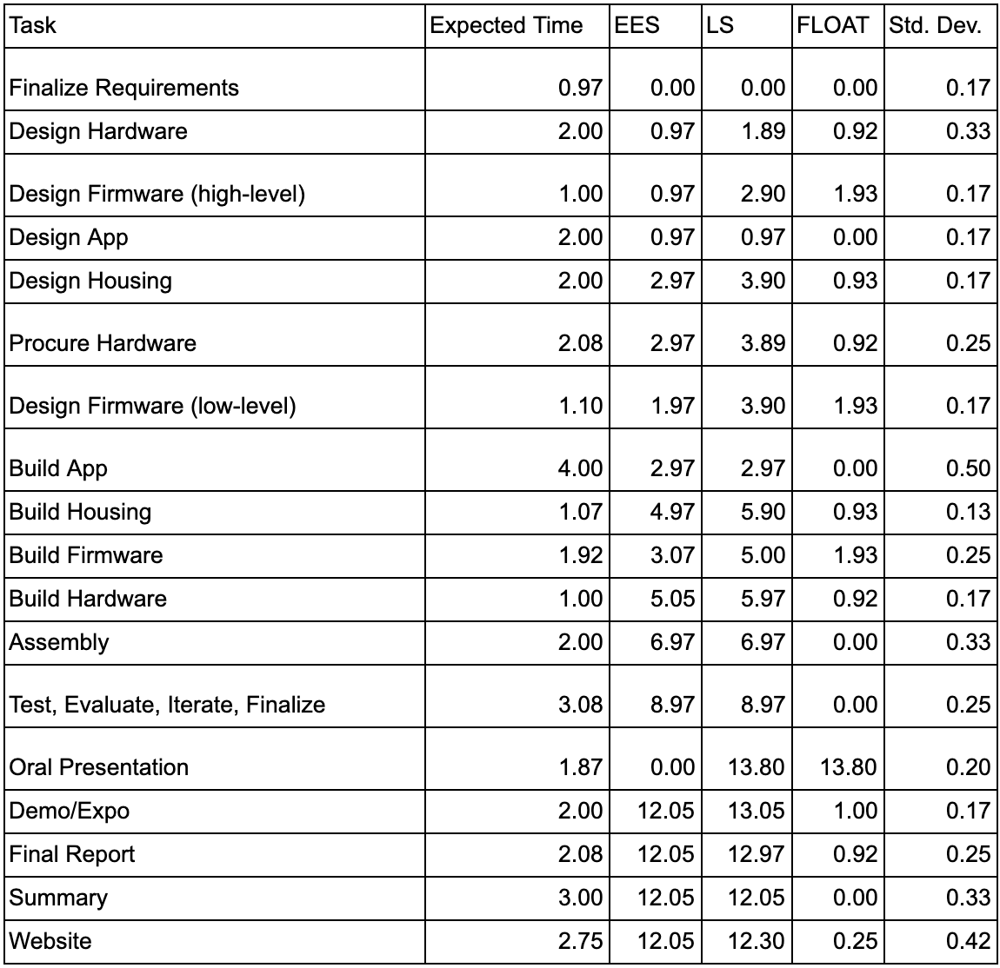 Task Expected Time EES LS FLOAT Std. Dev.
Finalize Requirements 0.97 0.00 0.00 0.00 0.17
Design Hardware 2.00 0.97 1.89 0.92 0.33
Design Firmware (high-level) 1.00 0.97 2.90 1.93 0.17
Design App 2.00 0.97 0.97 0.00 0.17
Design Housing 2.00 2.97 3.90 0.93 0.17
Procure Hardware 2.08 2.97 3.89 0.92 0.25
Design Firmware (low-level) 1.10 1.97 3.90 1.93 0.17
Build App 4.00 2.97 2.97 0.00 0.50
Build Housing 1.07 4.97 5.90 0.93 0.13
Build Firmware 1.92 3.07 5.00 1.93 0.25
Build Hardware 1.00 5.05 5.97 0.92 0.17
Assembly 2.00 6.97 6.97 0.00 0.33
Test, Evaluate, Iterate, Finalize 3.08 8.97 8.97 0.00 0.25
Oral Presentation 1.87 0.00 13.80 13.80 0.20
Demo/Expo 2.00 12.05 13.05 1.00 0.17
Final Report 2.08 12.05 12.97 0.92 0.25
Summary 3.00 12.05 12.05 0.00 0.33
Website 2.75 12.05 12.30 0.25 0.42